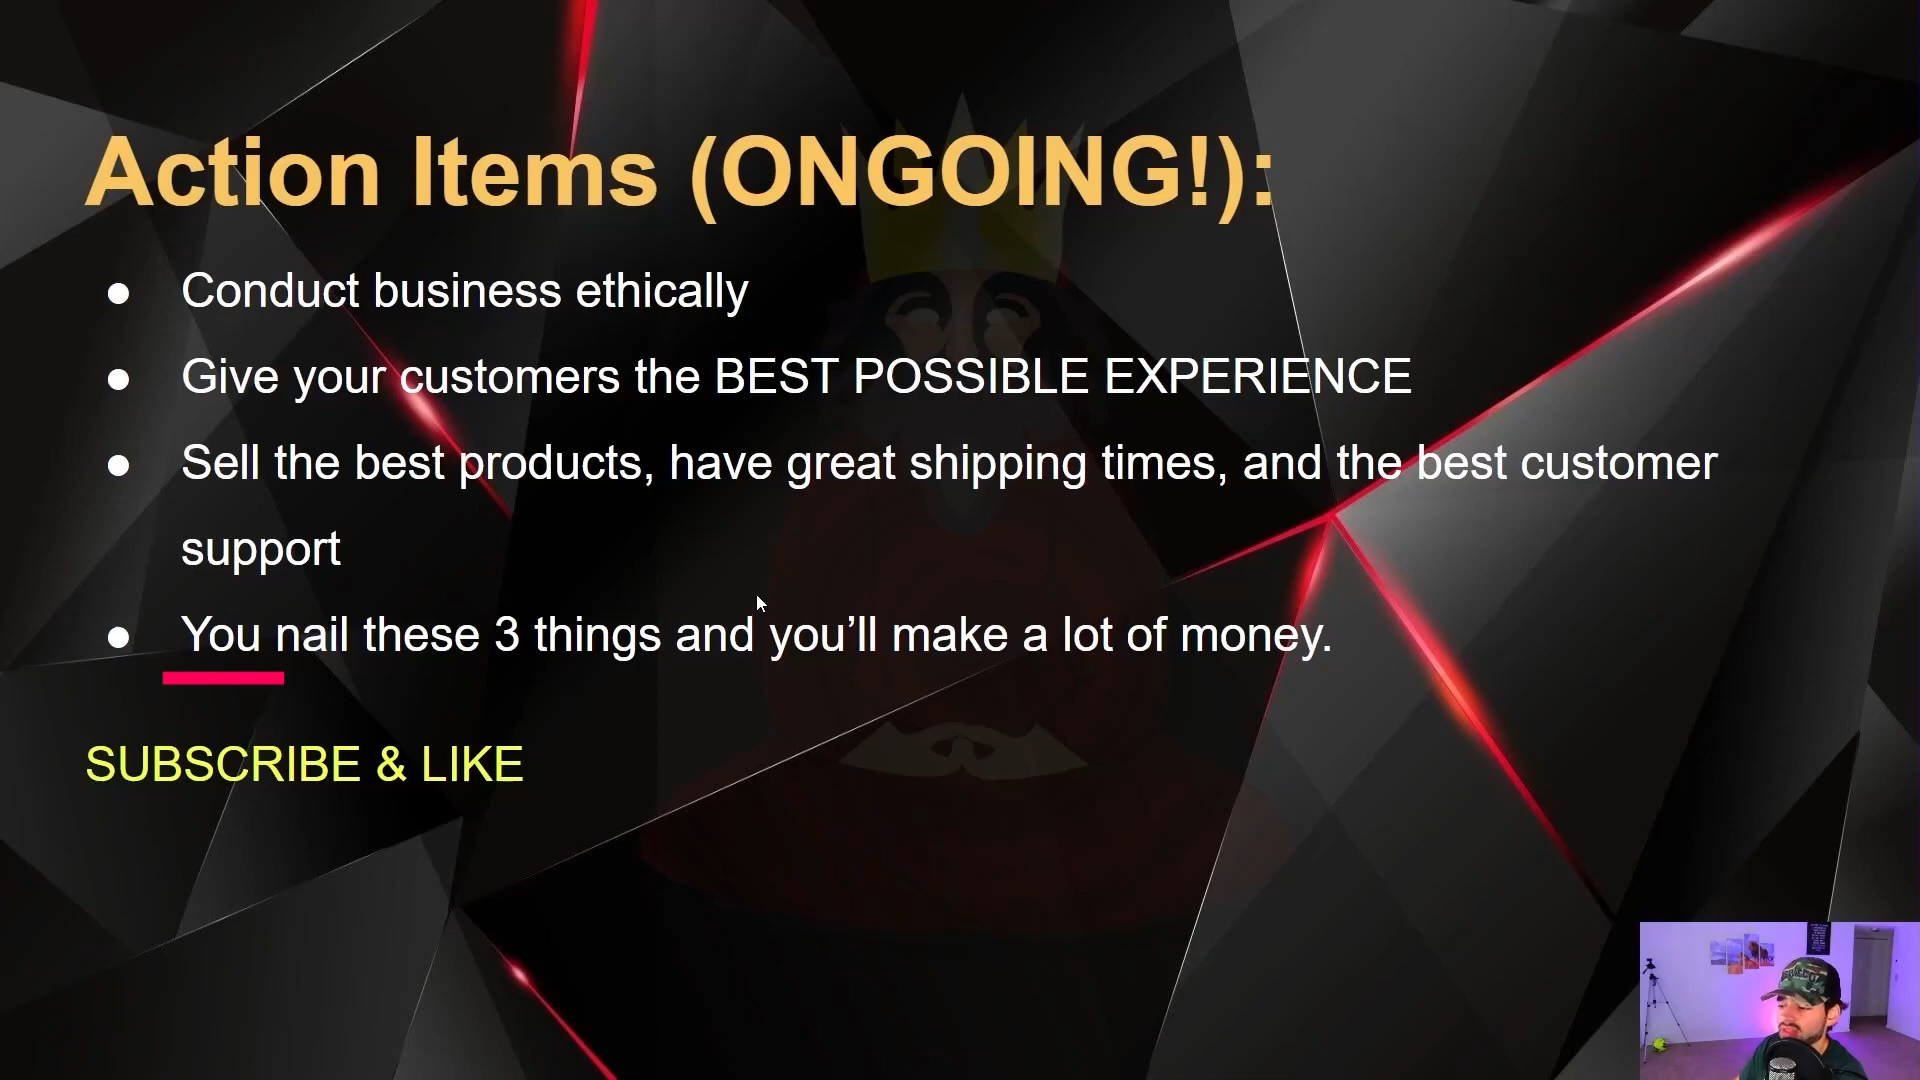 Action Items (ONGOING!):
● Conduct business ethically
● Give your customers the BEST POSSIBLE EXPERIENCE
● Sell the best products, have great shipping times, and the best customer
support
● You nail these 3 things and you’ll make a lot of money.
SUBSCRIBE & LIKE